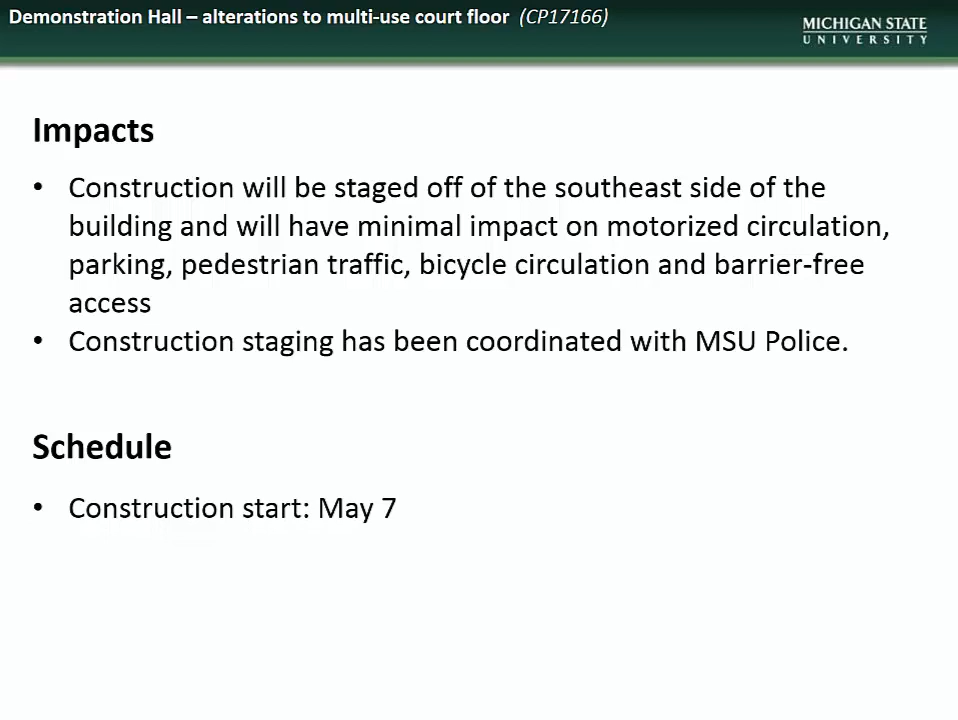 Demonstration Hall – alterations to multi-use court floor (CP17166)
MICHIGAN STATE
UNIVERSITY
Impacts
• Construction will be staged off of the southeast side of the
building and will have minimal impact on motorized circulation,
parking, pedestrian traffic, bicycle circulation and barrier-free
access
• Construction staging has been coordinated with MSU Police.
Schedule
• Construction start: May 7